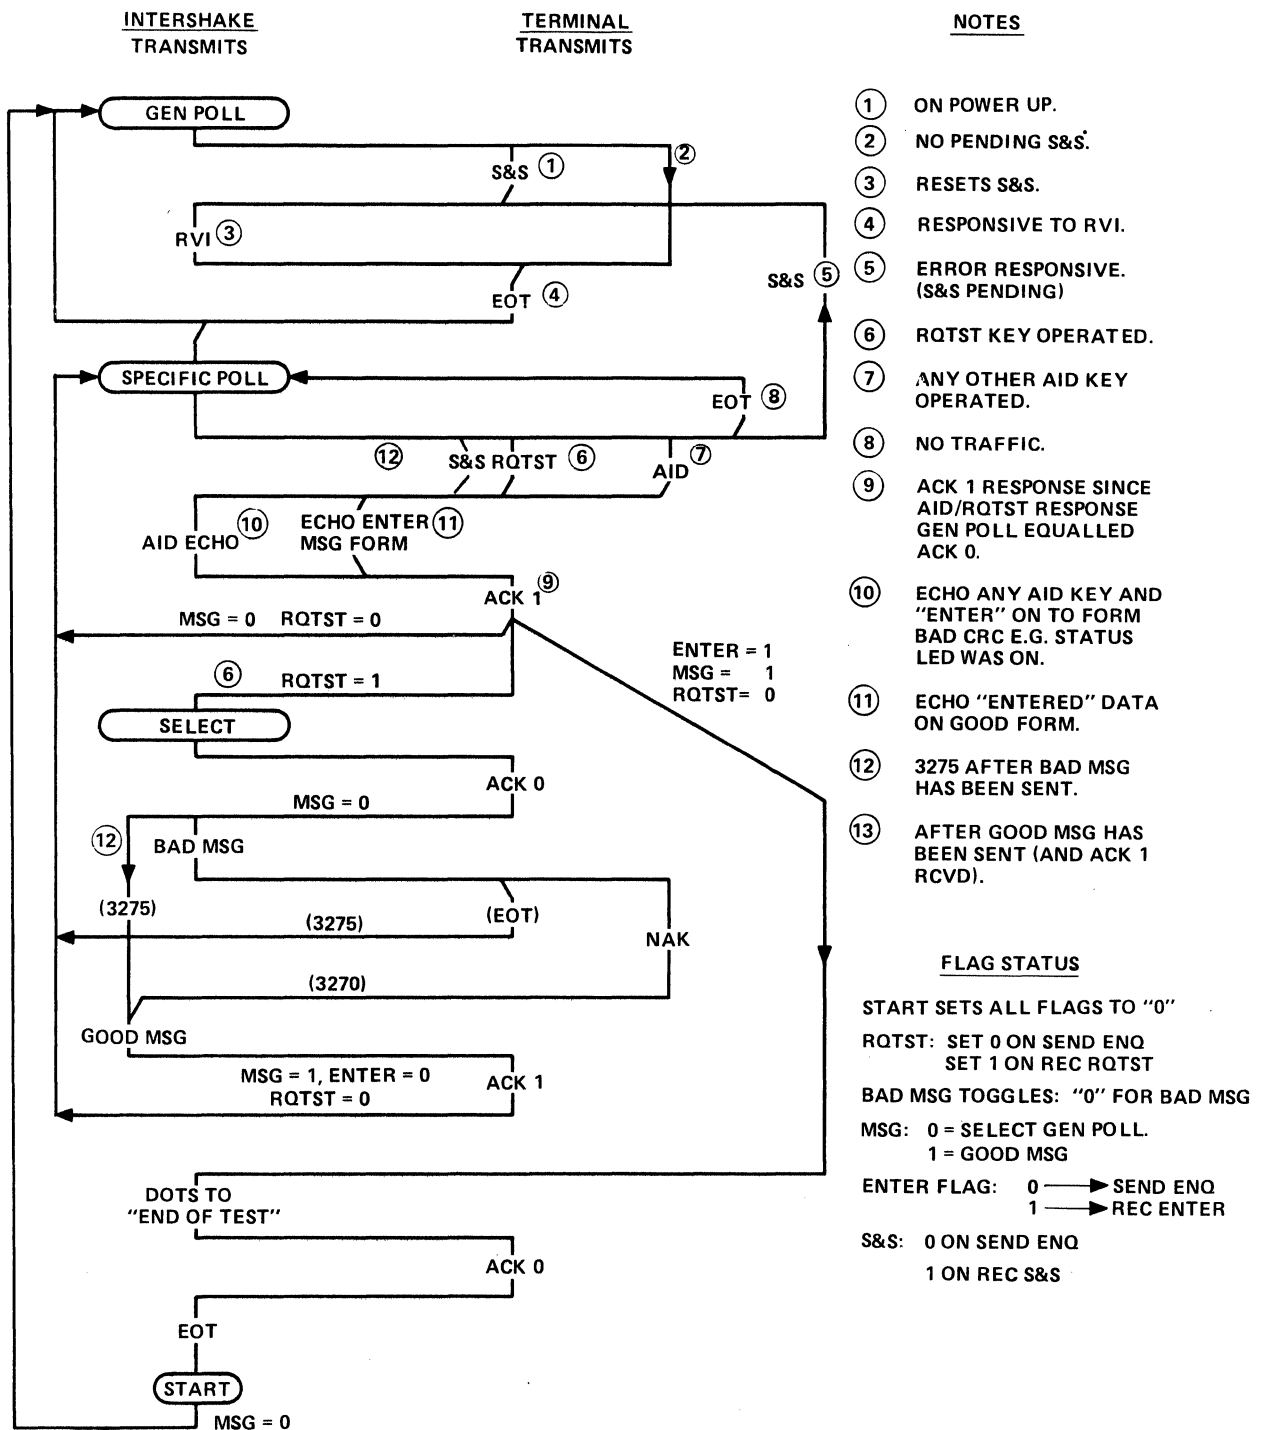 INTERSHAKE
TRANSMITS
TERMINAL
TRANSMITS
NOTES
GEN POLL
S&S 1
2
RVI 3
S&S 5
EOT 4
SPECIFIC POLL
EOT 8
12 S&S RQTST 6
AID 7
AID ECHO 10
ECHO ENTER 11
MSG FORM
ACK 1 9
MSG = 0 RQTST = 0
ENTER = 1
MSG = 1
RQTST= 0
6 RQTST = 1
SELECT
ACK 0
MSG = 0
12 BAD MSG
(3275)
(3275)
(EOT)
NAK
(3270)
GOOD MSG
MSG = 1, ENTER = 0
RQTST = 0
ACK 1
DOTS TO
"END OF TEST"
ACK 0
EOT
START
MSG = 0
1 ON POWER UP.
2 NO PENDING S&S.
3 RESETS S&S.
4 RESPONSIVE TO RVI.
5 ERROR RESPONSIVE.
(S&S PENDING)
6 RQTST KEY OPERATED.
7 ANY OTHER AID KEY
OPERATED.
8 NO TRAFFIC.
9 ACK 1 RESPONSE SINCE
AID/RQTST RESPONSE
GEN POLL EQUALLED
ACK 0.
10 ECHO ANY AID KEY AND
"ENTER" ON TO FORM
BAD CRC E.G. STATUS
LED WAS ON.
11 ECHO "ENTERED" DATA
ON GOOD FORM.
12 3275 AFTER BAD MSG
HAS BEEN SENT.
13 AFTER GOOD MSG HAS
BEEN SENT (AND ACK 1
RCVD).
FLAG STATUS
START SETS ALL FLAGS TO "0"
RQTST: SET 0 ON SEND ENQ
SET 1 ON REC RQTST
BAD MSG TOGGLES: "0" FOR BAD MSG
MSG: 0 = SELECT GEN POLL.
1 = GOOD MSG
ENTER FLAG: 0 → SEND ENQ
1 → REC ENTER
S&S: 0 ON SEND ENQ
1 ON REC S&S